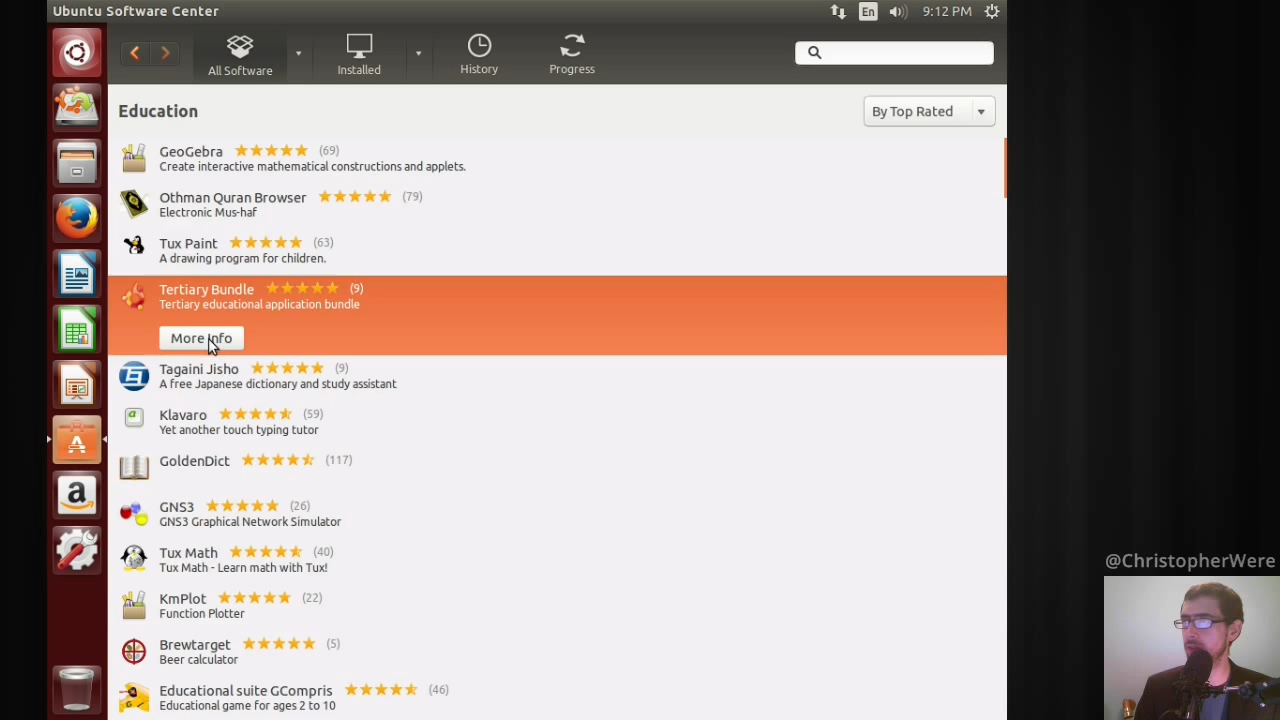 Ubuntu Software Center
En
9:12 PM
All Software
Installed
History
Progress
Education
By Top Rated
GeoGebra (69)
Create interactive mathematical constructions and applets.
Othman Quran Browser (79)
Electronic Mus-haf
Tux Paint (63)
A drawing program for children.
Tertiary Bundle (9)
Tertiary educational application bundle
More Info
Tagaini Jisho (9)
A free Japanese dictionary and study assistant
Klavaro (59)
Yet another touch typing tutor
GoldenDict (117)
GNS3 (26)
GNS3 Graphical Network Simulator
Tux Math (40)
Tux Math - Learn math with Tux!
KmPlot (22)
Function Plotter
Brewtarget (5)
Beer calculator
Educational suite GCompris (46)
Educational game for ages 2 to 10
@ChristopherWere